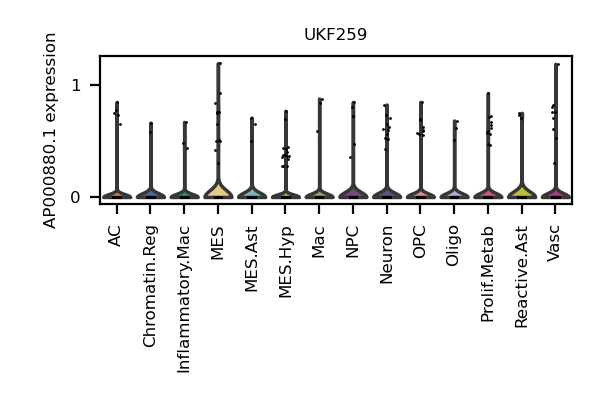 UKF259
AP000880.1 expression
1
0
AC
Chromatin.Reg
Inflammatory.Mac
MES
MES.Ast
MES.Hyp
Mac
NPC
Neuron
OPC
Oligo
Prolif.Metab
Reactive.Ast
Vasc